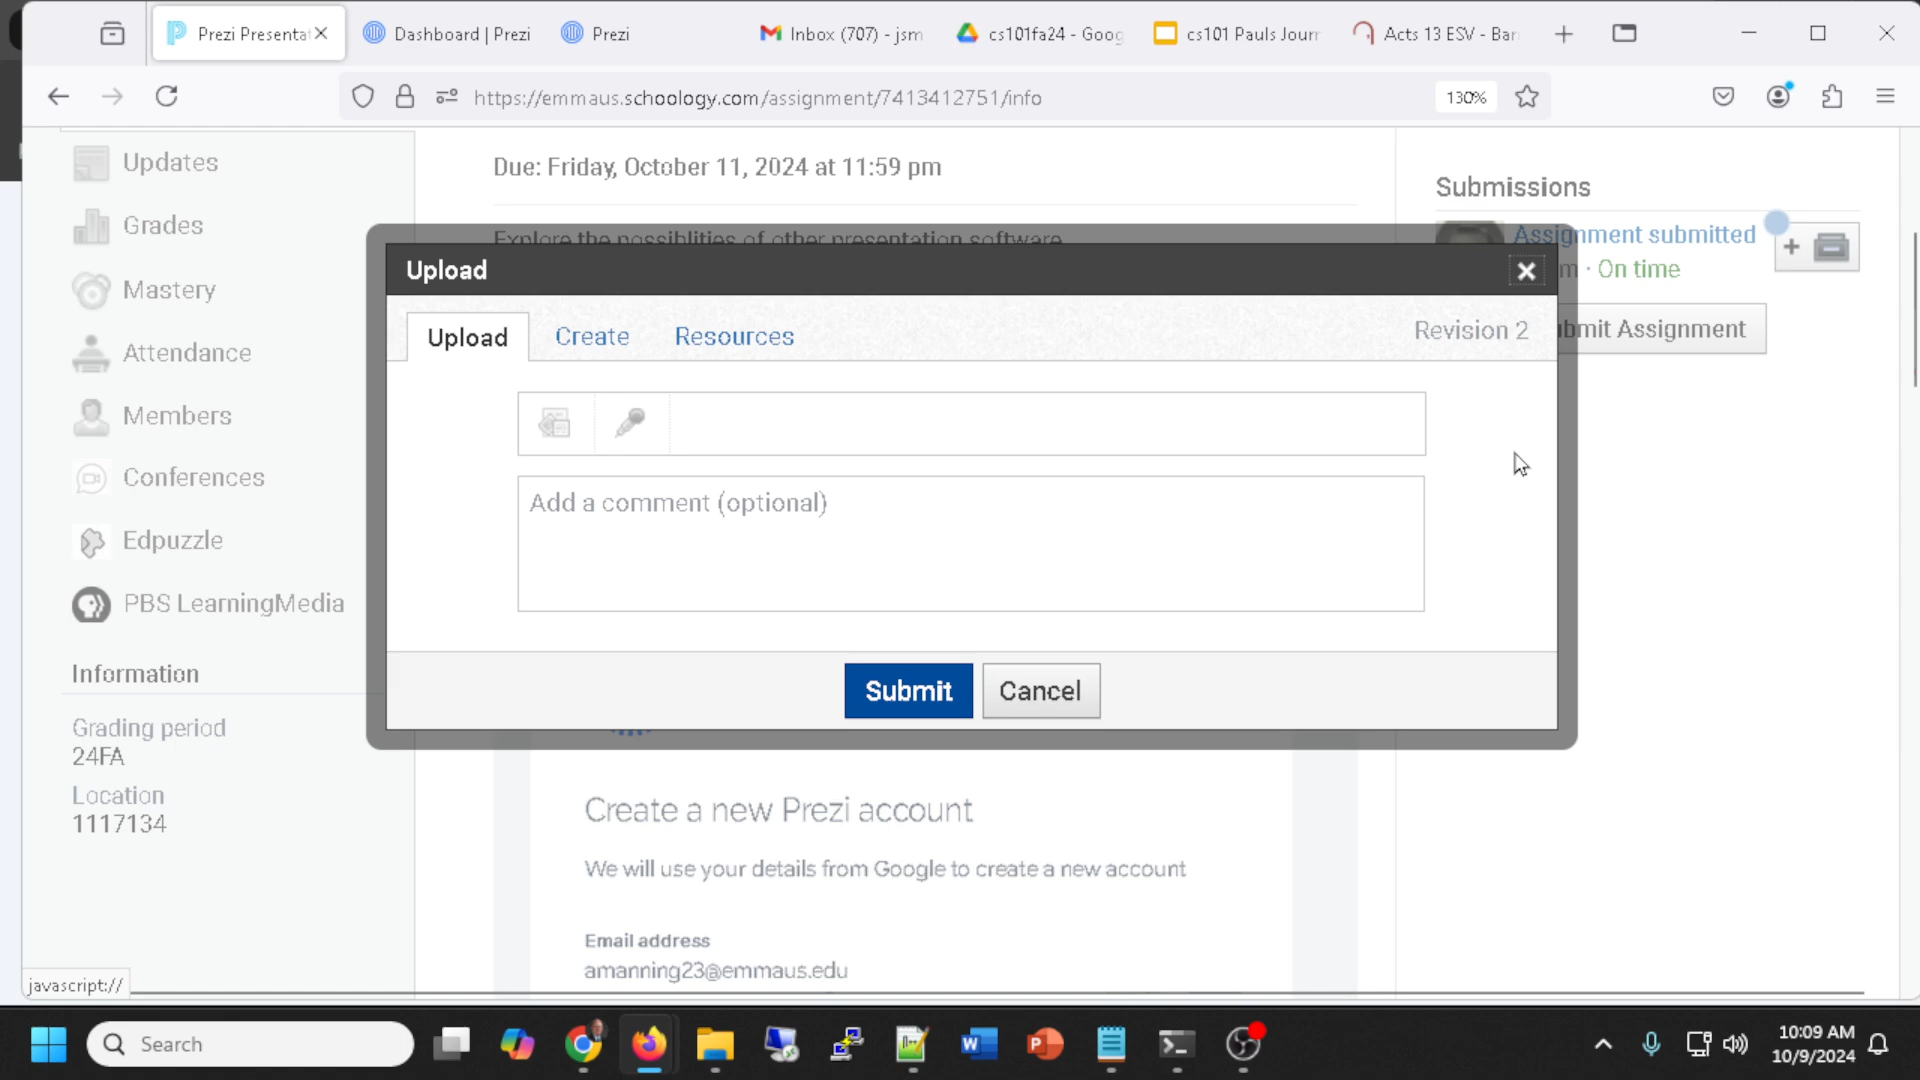 Prezi Presentat
Dashboard | Prezi
Prezi
Inbox (707) - jsm
cs101fa24 - Goog
cs101 Pauls Journ
Acts 13 ESV - Bar
https://emmaus.schoology.com/assignment/7413412751/info
130%
Updates
Grades
Mastery
Attendance
Members
Conferences
Edpuzzle
PBS LearningMedia
Information
Grading period
24FA
Location
1117134
Due: Friday, October 11, 2024 at 11:59 pm
Explore the possiblities of other presentation software
Upload
Upload
Create
Resources
Revision 2
Add a comment (optional)
Submit
Cancel
Create a new Prezi account
We will use your details from Google to create a new account
Email address
amanning23@emmaus.edu
Submissions
Assignment submitted
m · On time
bmit Assignment
javascript://
Search
10:09 AM
10/9/2024